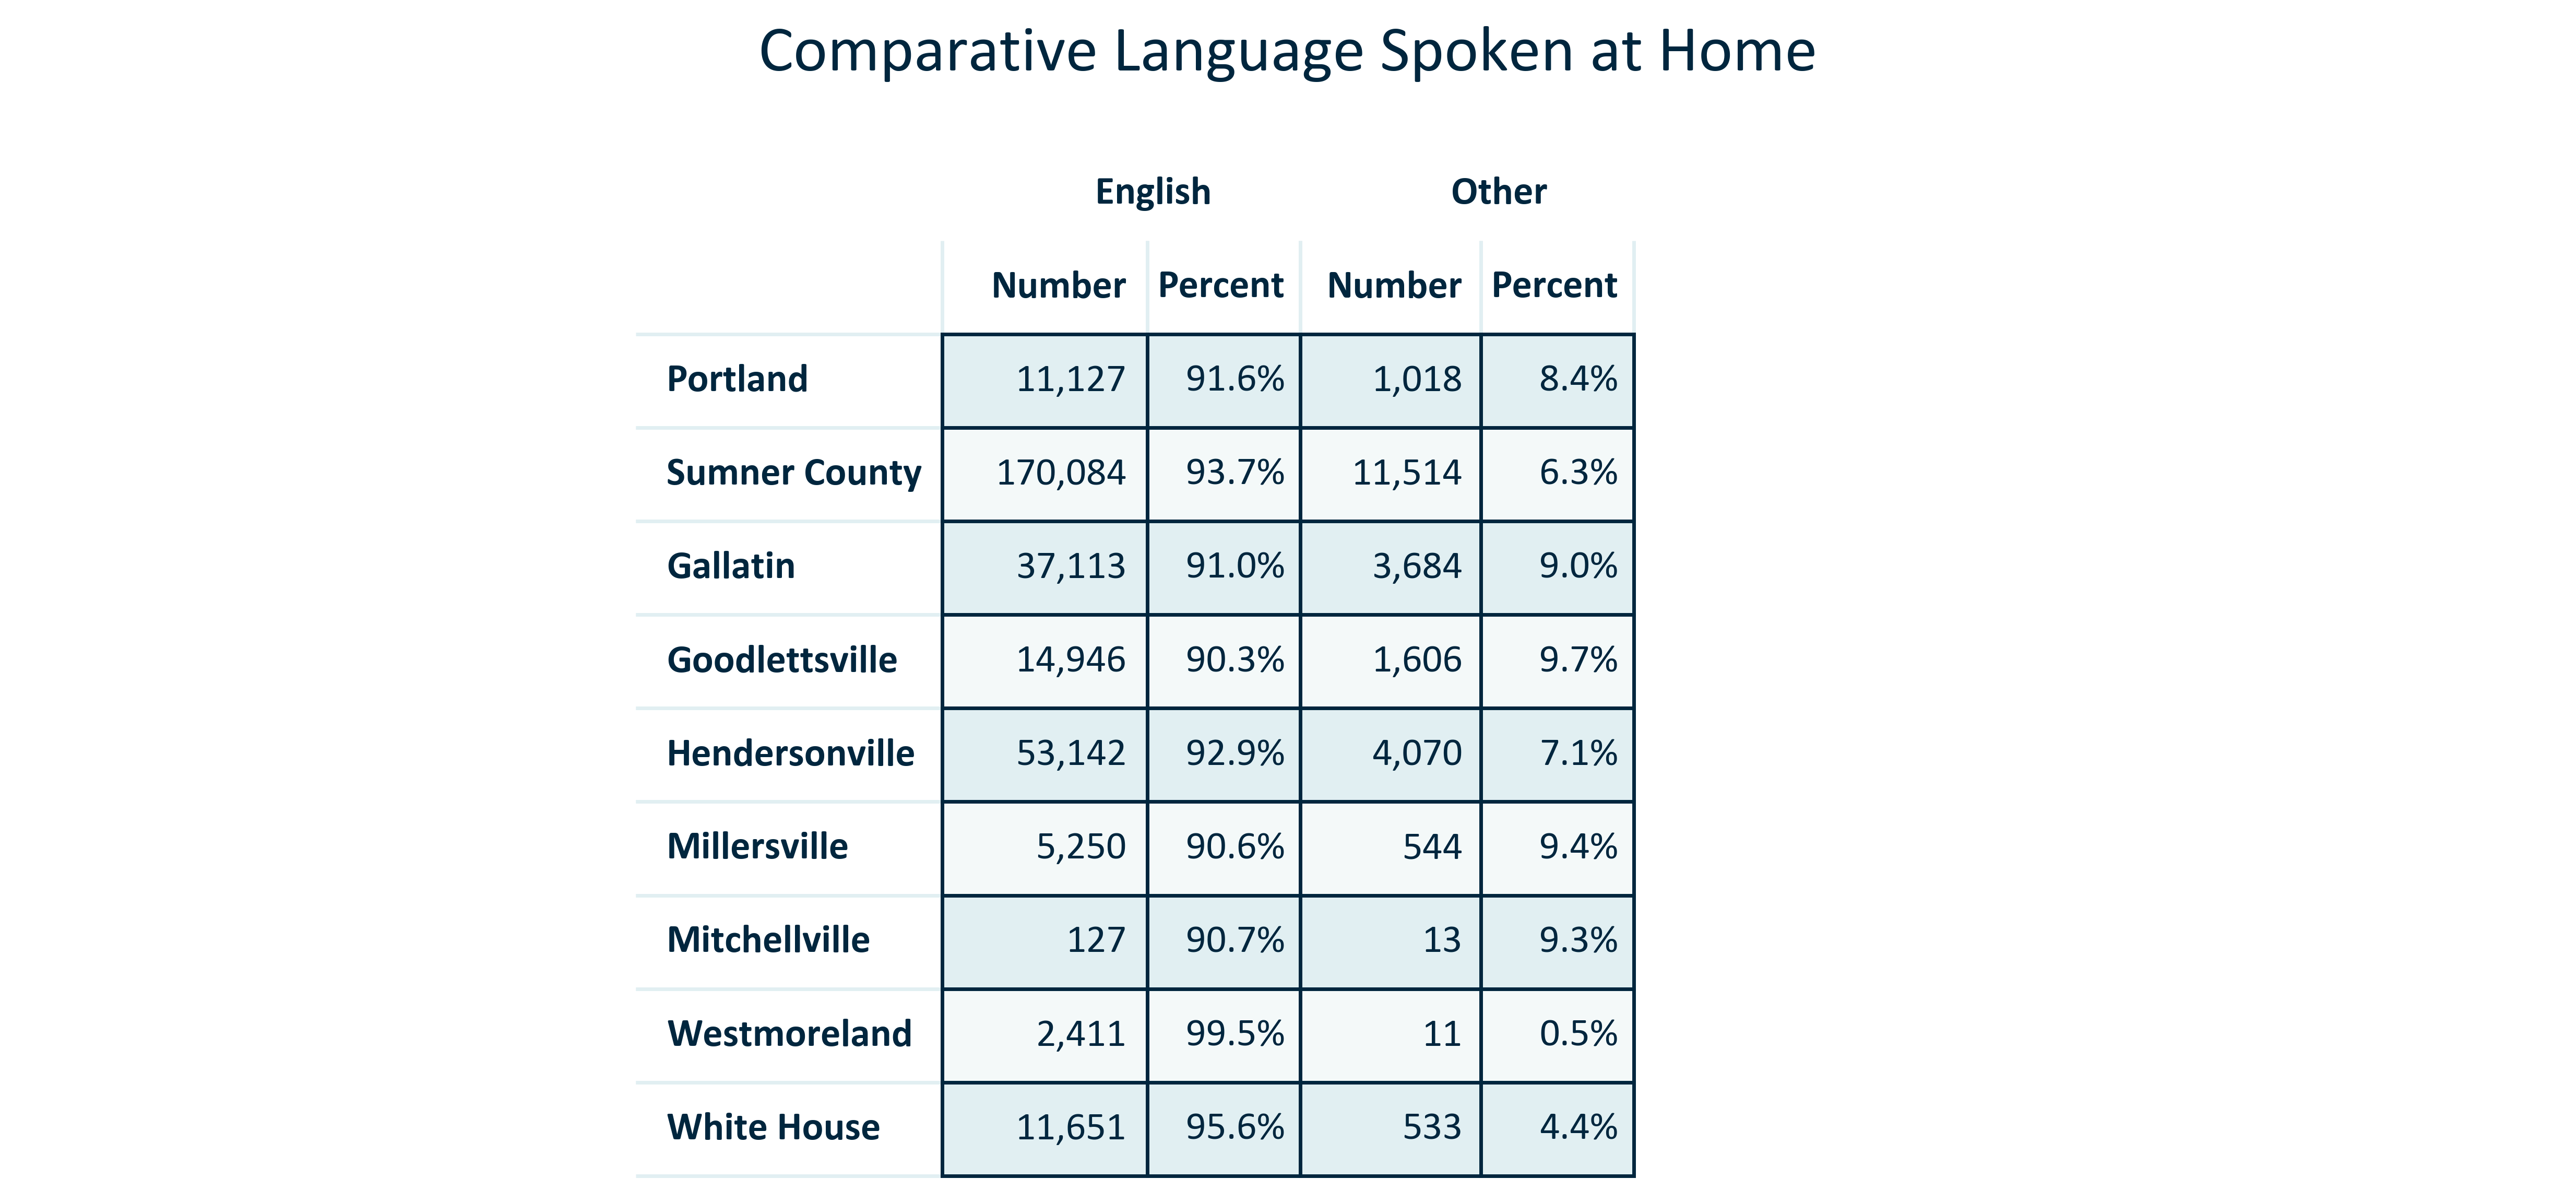 Comparative Language Spoken at Home
English Other
Number Percent Number Percent
Portland 11,127 91.6% 1,018 8.4%
Sumner County 170,084 93.7% 11,514 6.3%
Gallatin 37,113 91.0% 3,684 9.0%
Goodlettsville 14,946 90.3% 1,606 9.7%
Hendersonville 53,142 92.9% 4,070 7.1%
Millersville 5,250 90.6% 544 9.4%
Mitchellville 127 90.7% 13 9.3%
Westmoreland 2,411 99.5% 11 0.5%
White House 11,651 95.6% 533 4.4%